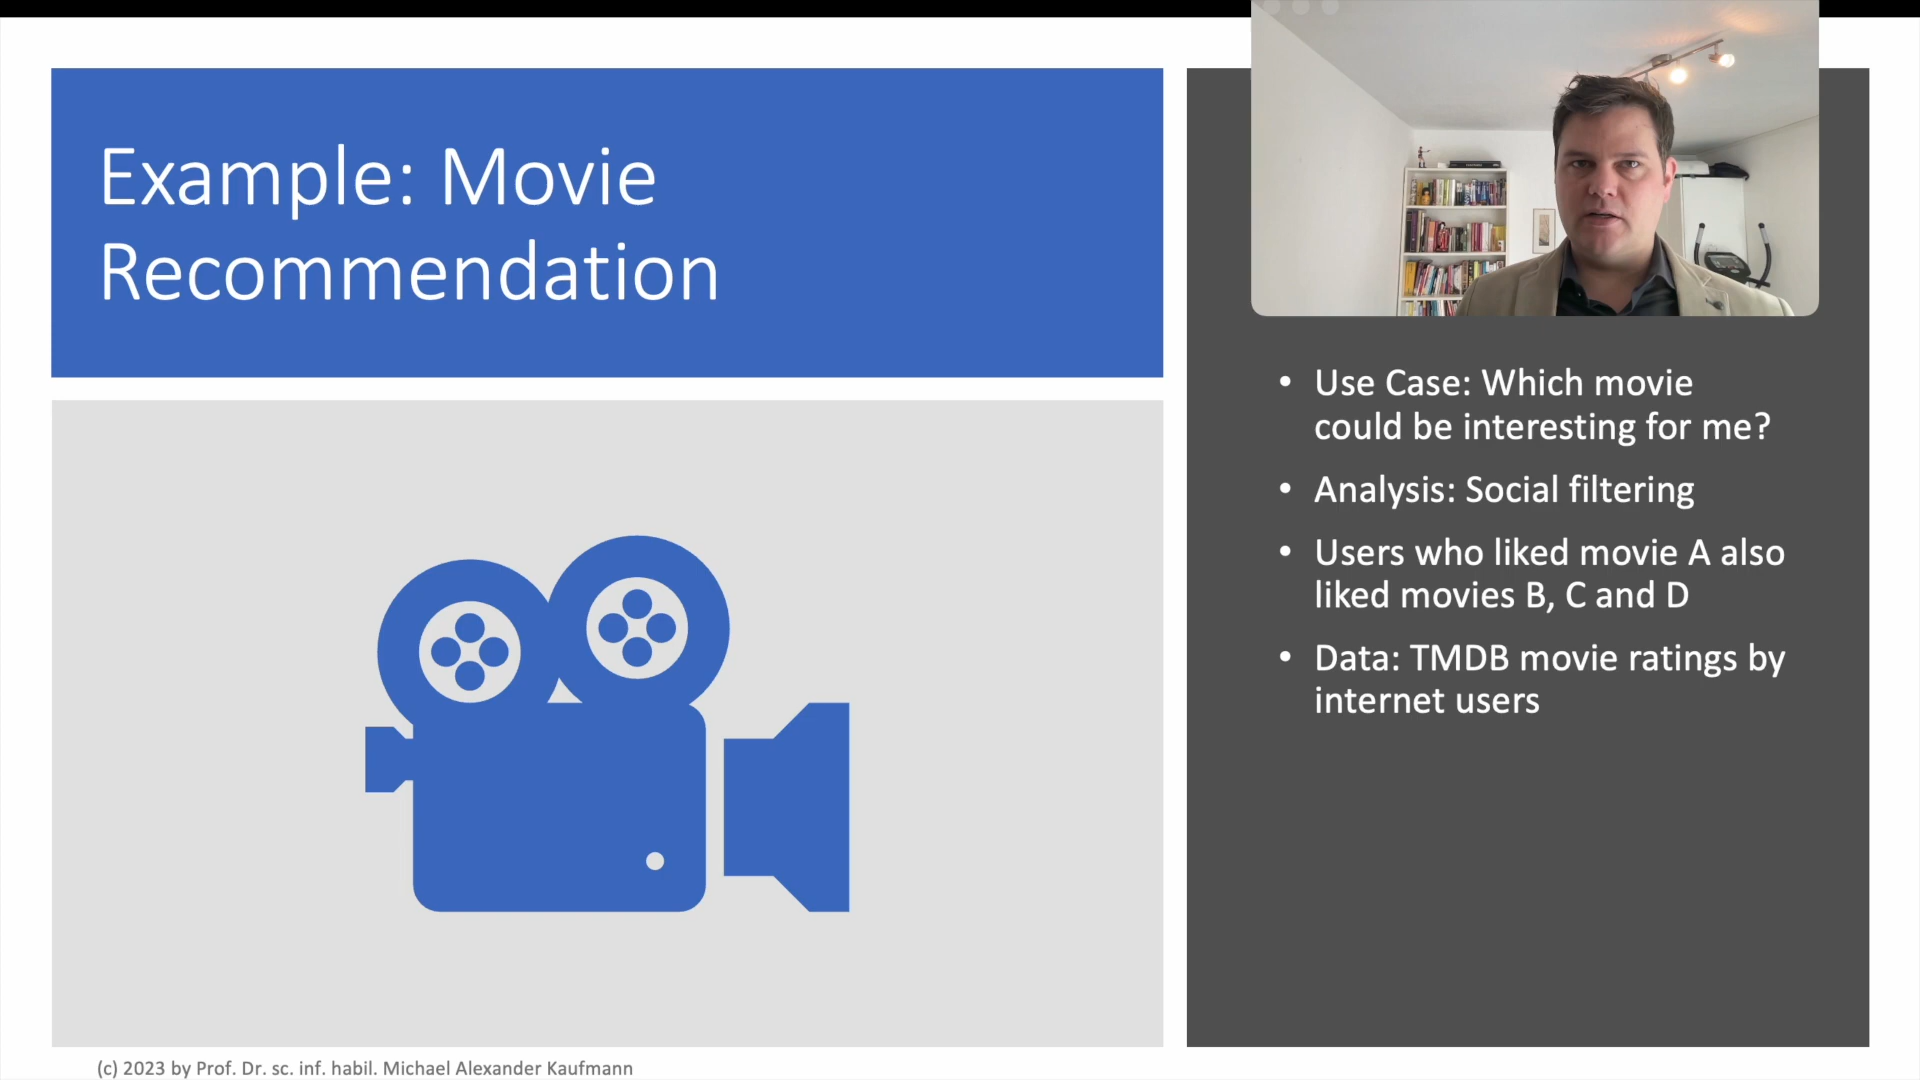 Example: Movie
Recommendation
• Use Case: Which movie
could be interesting for me?
• Analysis: Social filtering
• Users who liked movie A also
liked movies B, C and D
• Data: TMDB movie ratings by
internet users
(c) 2023 by Prof. Dr. sc. inf. habil. Michael Alexander Kaufmann